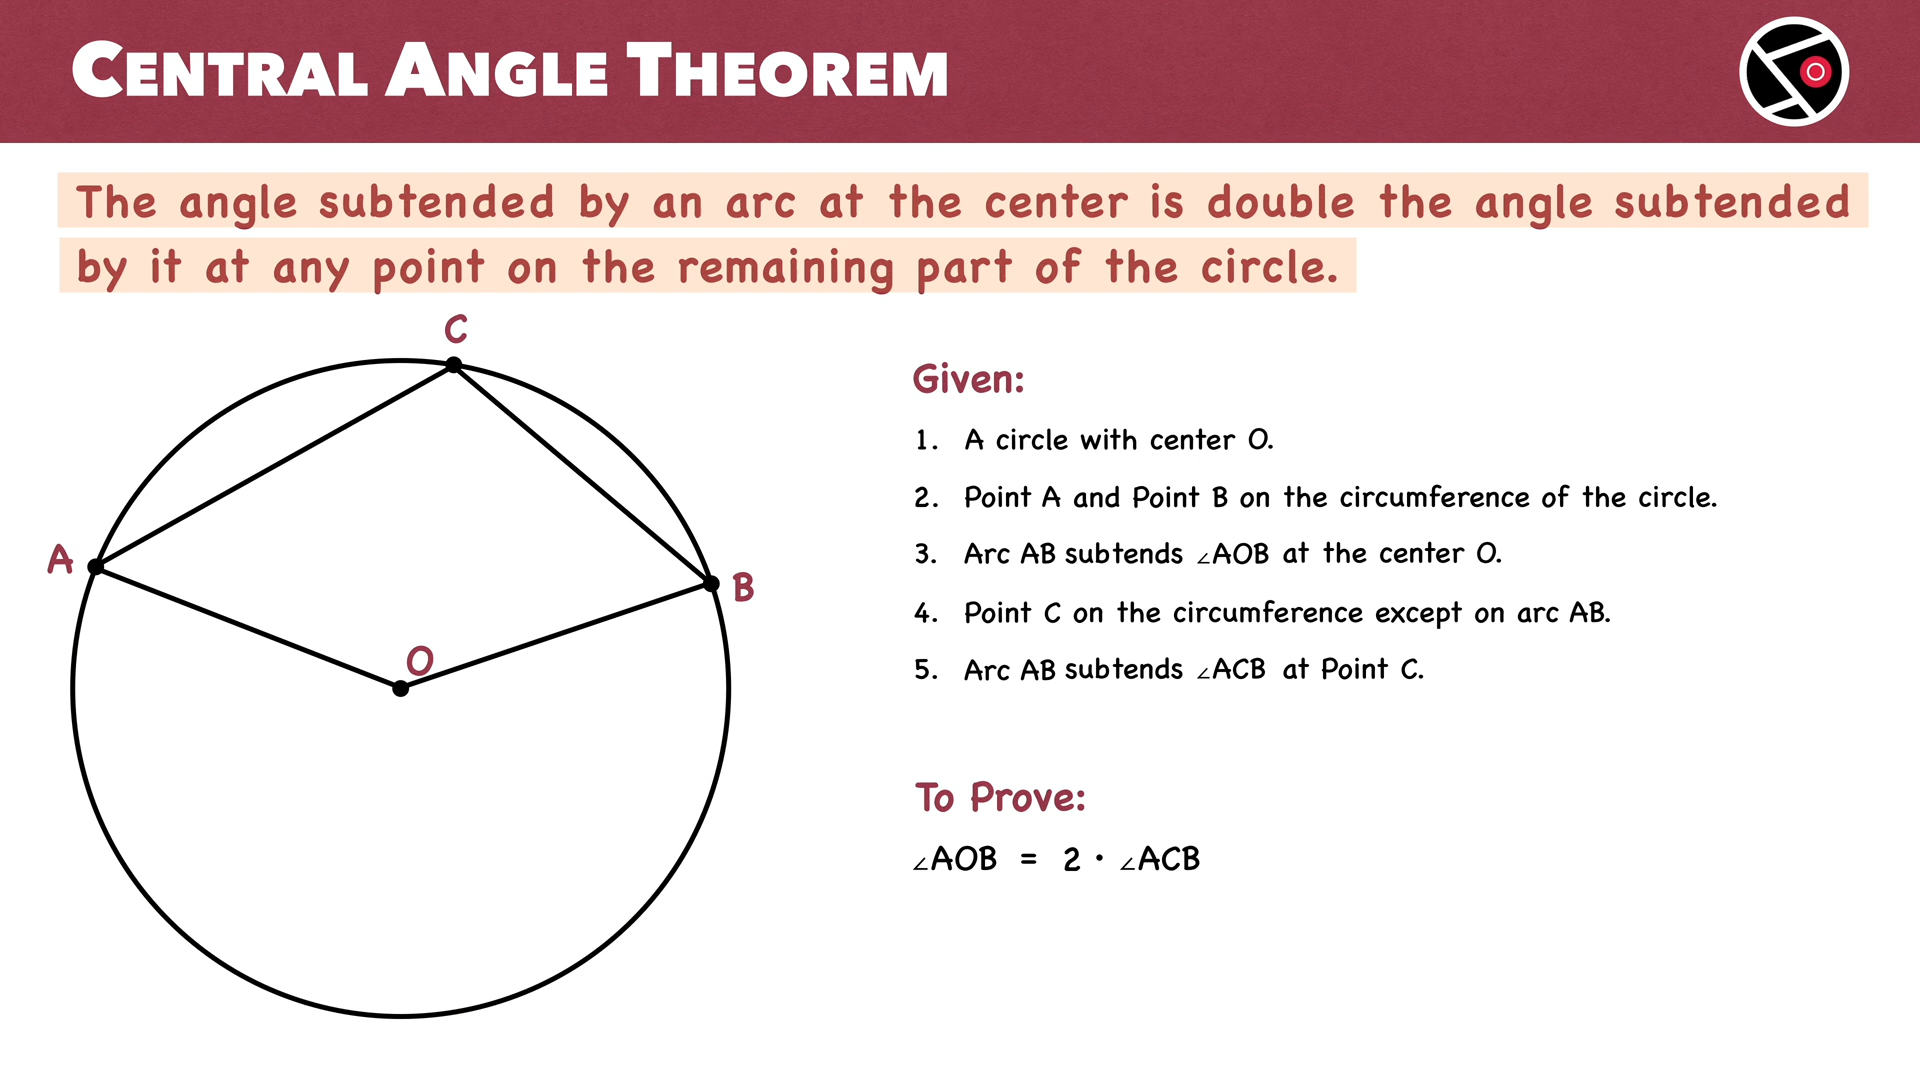 CENTRAL ANGLE THEOREM
The angle subtended by an arc at the center is double the angle subtended
by it at any point on the remaining part of the circle.
C
A
B
O
Given:
1. A circle with center O.
2. Point A and Point B on the circumference of the circle.
3. Arc AB subtends ∠AOB at the center O.
4. Point C on the circumference except on arc AB.
5. Arc AB subtends ∠ACB at Point C.
To Prove:
∠AOB = 2 · ∠ACB